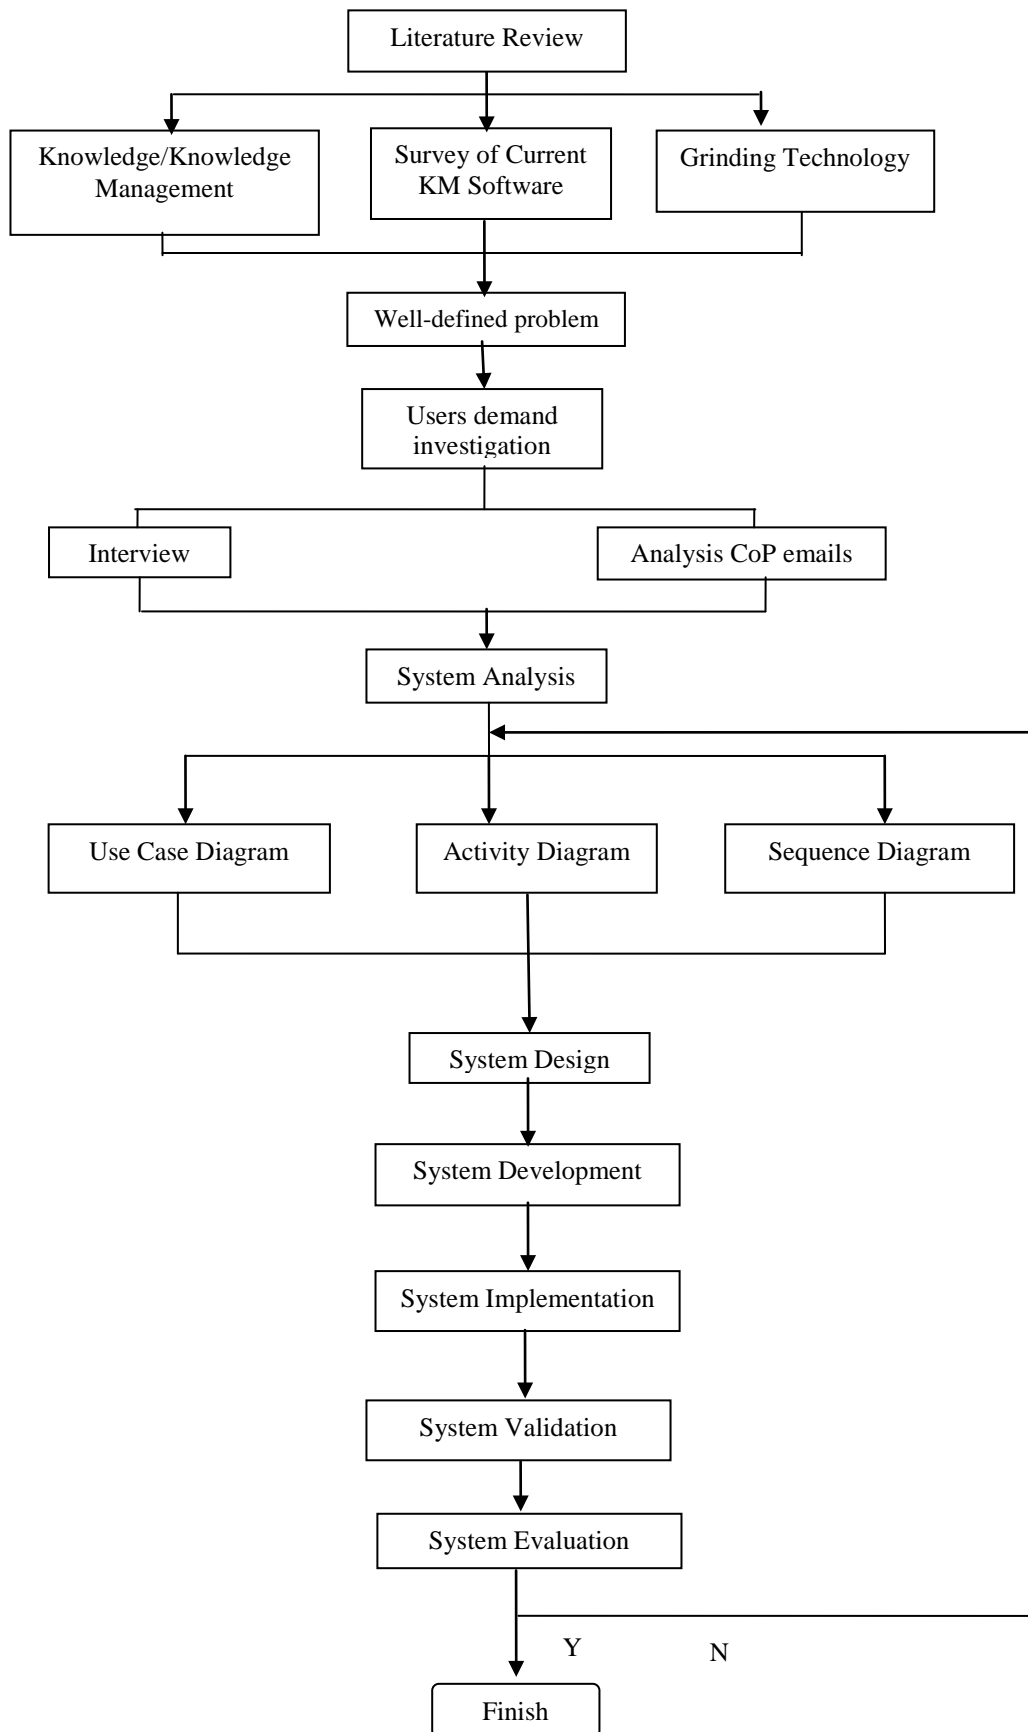 Literature Review
Knowledge/Knowledge
Management
Survey of Current
KM Software
Grinding Technology
Well-defined problem
Users demand
investigation
Interview
Analysis CoP emails
System Analysis
Use Case Diagram
Activity Diagram
Sequence Diagram
System Design
System Development
System Implementation
System Validation
System Evaluation
Y
N
Finish